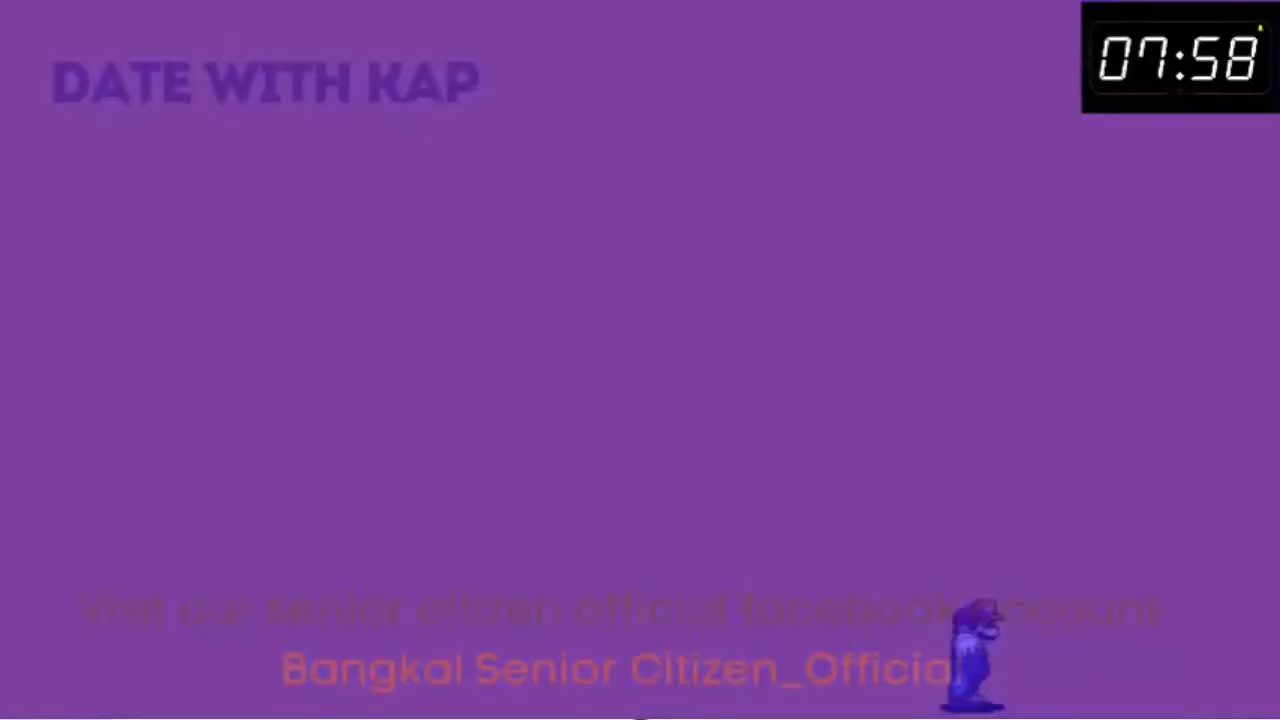 DATE WITH KAP
07:58
Visit our senior citizen official facebook account
Bangkal Senior Citizen_Official